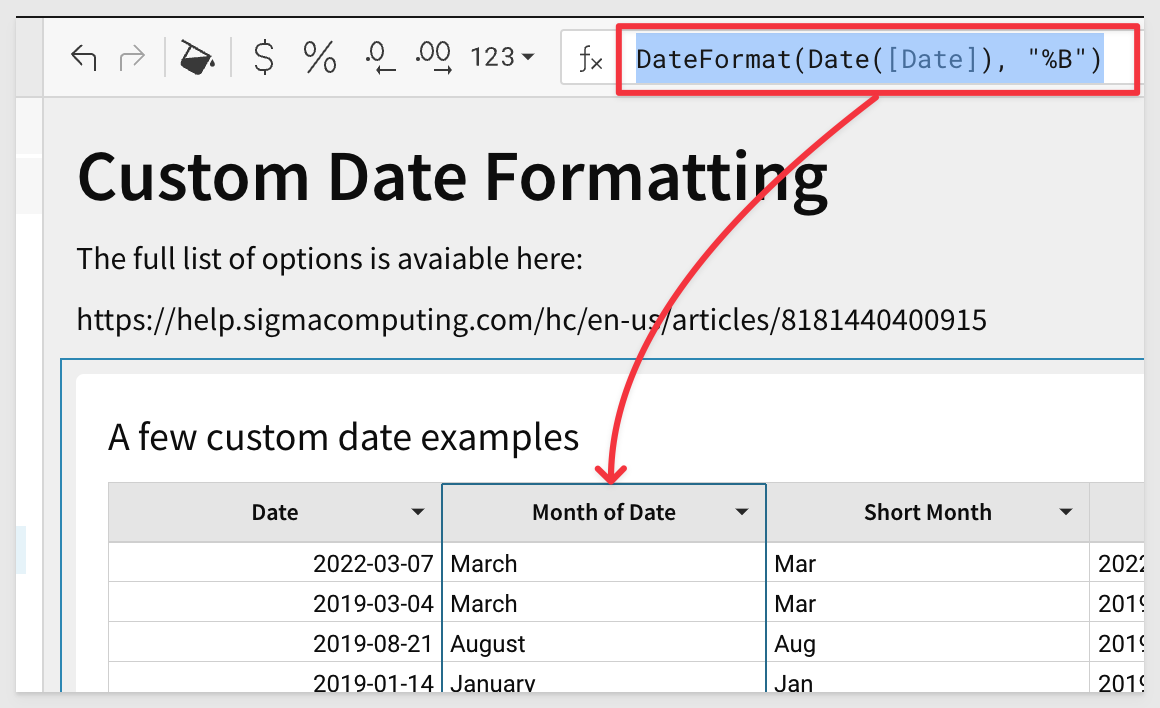 $ % .0 .00 123 fx DateFormat(Date([Date]), "%B")
Custom Date Formatting
The full list of options is avaiable here:
https://help.sigmacomputing.com/hc/en-us/articles/8181440400915
A few custom date examples
Date Month of Date Short Month
2022-03-07 March Mar 2022
2019-03-04 March Mar 2019
2019-08-21 August Aug 2019
2019-01-14 January Jan 2019